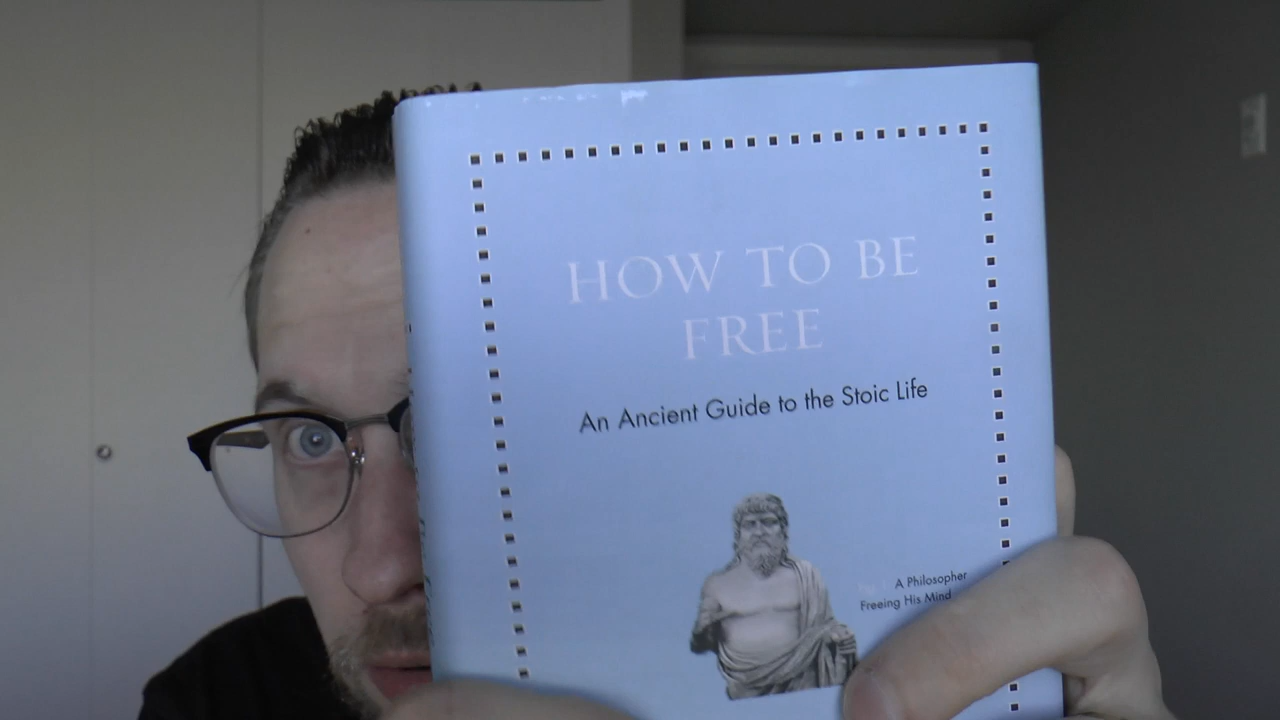 HOW TO BE
FREE
An Ancient Guide to the Stoic Life
A Philosopher
Freeing His Mind